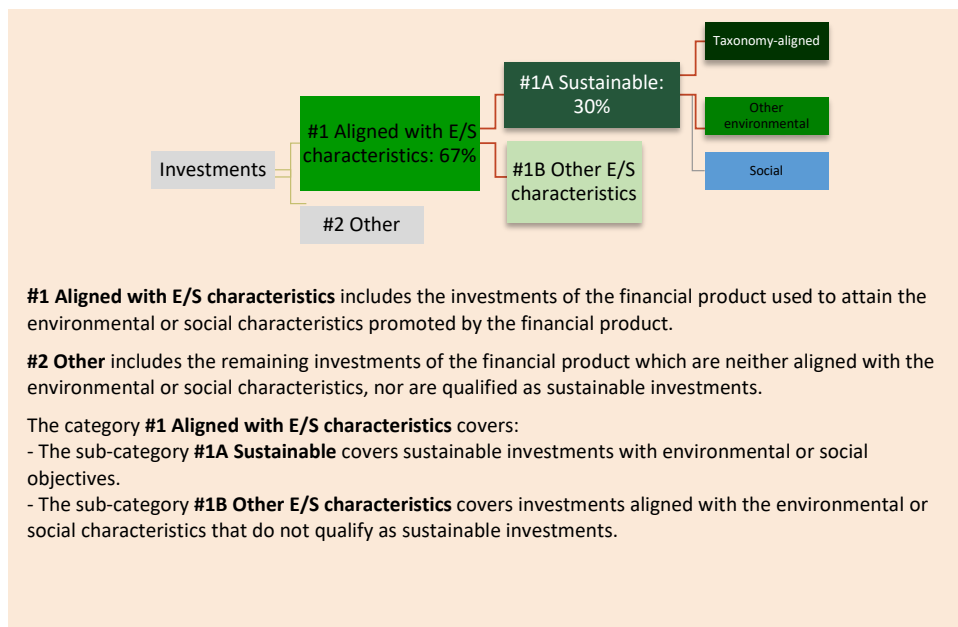 Taxonomy-aligned
#1A Sustainable:
30%
#1 Aligned with E/S
characteristics: 67%
Other
environmental
Investments
#1B Other E/S
characteristics
Social
#2 Other
#1 Aligned with E/S characteristics includes the investments of the financial product used to attain the
environmental or social characteristics promoted by the financial product.
#2 Other includes the remaining investments of the financial product which are neither aligned with the
environmental or social characteristics, nor are qualified as sustainable investments.
The category #1 Aligned with E/S characteristics covers:
- The sub-category #1A Sustainable covers sustainable investments with environmental or social
objectives.
- The sub-category #1B Other E/S characteristics covers investments aligned with the environmental or
social characteristics that do not qualify as sustainable investments.